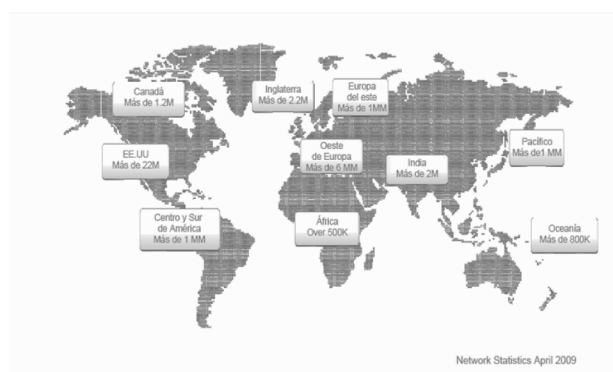 Canadá
Más de 1.2M
Inglaterra
Más de 2.2M
Europa
del este
Más de 1MM
EE.UU
Más de 22M
Oeste
de Europa
Más de 6 MM
India
Más de 2M
Pacífico
Más de1 MM
Centro y Sur
de América
Más de 1 MM
África
Over 500K
Oceanía
Más de 800K
Network Statistics April 2009